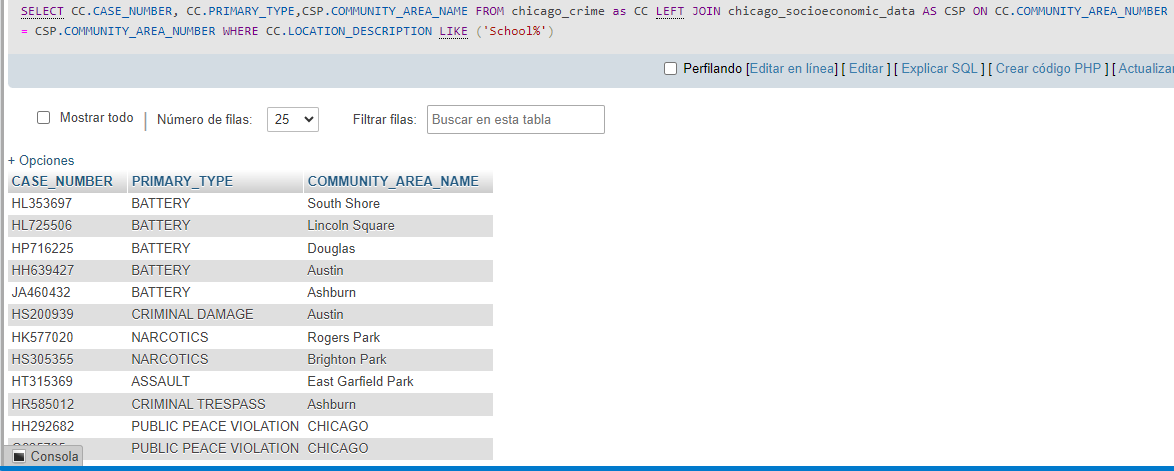 SELECT CC.CASE_NUMBER, CC.PRIMARY_TYPE,CSP.COMMUNITY_AREA_NAME FROM chicago_crime as CC LEFT JOIN chicago_socioeconomic_data AS CSP ON CC.COMMUNITY_AREA_NUMBER
= CSP.COMMUNITY_AREA_NUMBER WHERE CC.LOCATION_DESCRIPTION LIKE ('School%')
Perfilando [Editar en línea] [ Editar ] [ Explicar SQL ] [ Crear código PHP ] [ Actualizar
Mostrar todo | Número de filas: 25 Filtrar filas: Buscar en esta tabla
+ Opciones
CASE_NUMBER PRIMARY_TYPE COMMUNITY_AREA_NAME
HL353697 BATTERY South Shore
HL725506 BATTERY Lincoln Square
HP716225 BATTERY Douglas
HH639427 BATTERY Austin
JA460432 BATTERY Ashburn
HS200939 CRIMINAL DAMAGE Austin
HK577020 NARCOTICS Rogers Park
HS305355 NARCOTICS Brighton Park
HT315369 ASSAULT East Garfield Park
HR585012 CRIMINAL TRESPASS Ashburn
HH292682 PUBLIC PEACE VIOLATION CHICAGO
PUBLIC PEACE VIOLATION CHICAGO
Consola